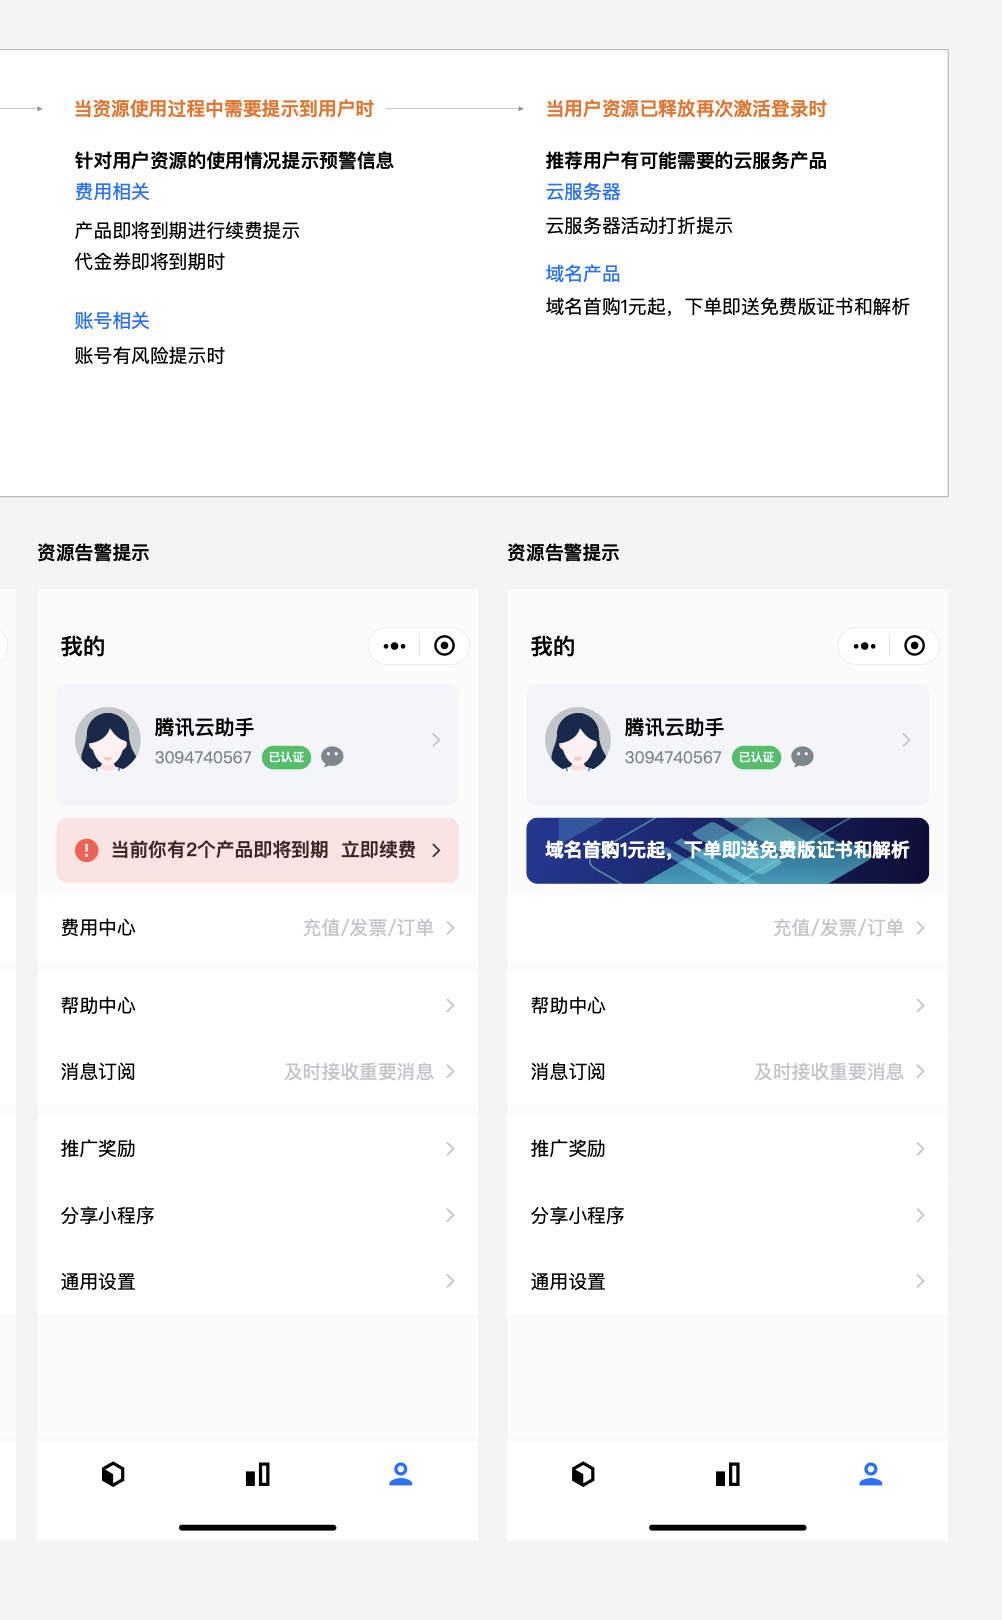 当资源使用过程中需要提示到用户时
针对用户资源的使用情况提示预警信息
费用相关
产品即将到期进行续费提示
代金券即将到期时
账号相关
账号有风险提示时
当用户资源已释放再次激活登录时
推荐用户有可能需要的云服务产品
云服务器
云服务器活动打折提示
域名产品
域名首购1元起，下单即送免费版证书和解析
资源告警提示
我的
腾讯云助手
3094740567 已认证
当前你有2个产品即将到期 立即续费
费用中心 充值/发票/订单
帮助中心
消息订阅 及时接收重要消息
推广奖励
分享小程序
通用设置
资源告警提示
我的
腾讯云助手
3094740567 已认证
域名首购1元起，下单即送免费版证书和解析
充值/发票/订单
帮助中心
消息订阅 及时接收重要消息
推广奖励
分享小程序
通用设置